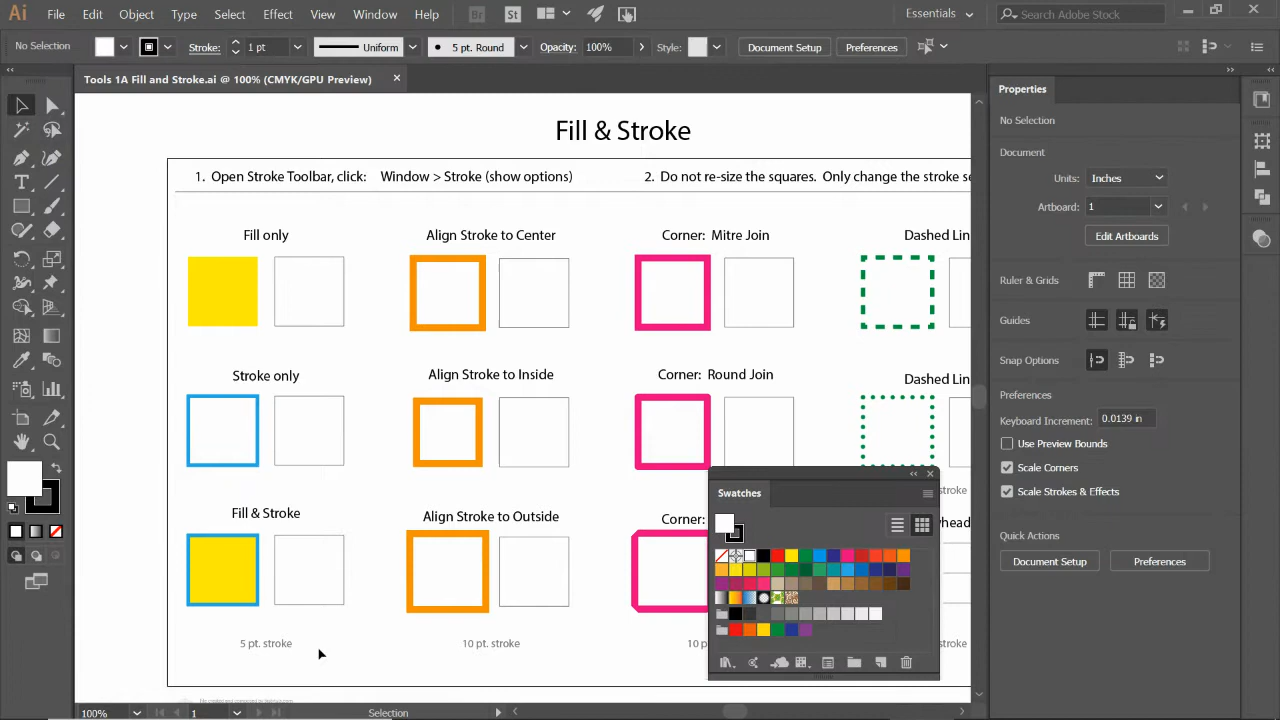 Ai File Edit Object Type Select Effect View Window Help Br St Essentials Search Adobe Stock
No Selection Stroke: 1 pt Uniform 5 pt. Round Opacity: 100% Style: Document Setup Preferences
Tools 1A Fill and Stroke.ai @ 100% (CMYK/GPU Preview)
Properties
No Selection
Document
Units: Inches
Artboard: 1
Edit Artboards
Ruler & Grids
Guides
Snap Options
Preferences
Keyboard Increment: 0.0139 in
Use Preview Bounds
Scale Corners
Scale Strokes & Effects
Quick Actions
Document Setup Preferences
Fill & Stroke
1. Open Stroke Toolbar, click: Window > Stroke (show options) 2. Do not re-size the squares. Only change the stroke se
Fill only Align Stroke to Center Corner: Mitre Join Dashed Lin
Stroke only Align Stroke to Inside Corner: Round Join Dashed Lin
stroke
Fill & Stroke Align Stroke to Outside Corner: whead
5 pt. stroke 10 pt. stroke 10 p stroke
Swatches
100% 1 Selection